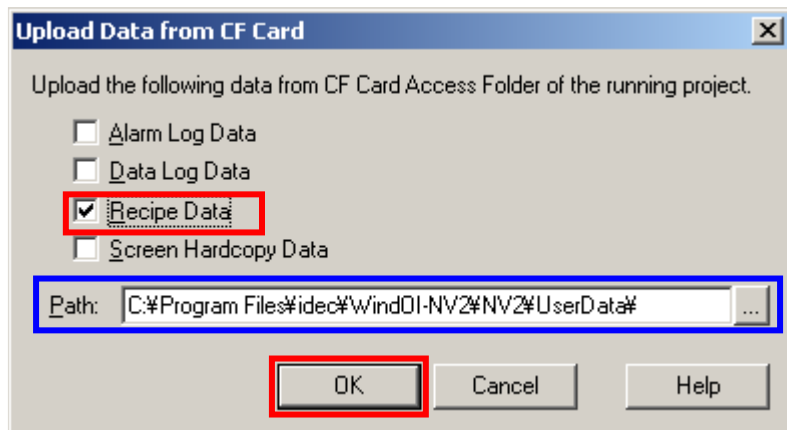 Upload Data from CF Card
Upload the following data from CF Card Access Folder of the running project.
Alarm Log Data
Data Log Data
Recipe Data
Screen Hardcopy Data
Path: C:¥Program Files¥idec¥WindOI-NV2¥NV2¥UserData¥ ...
OK Cancel Help